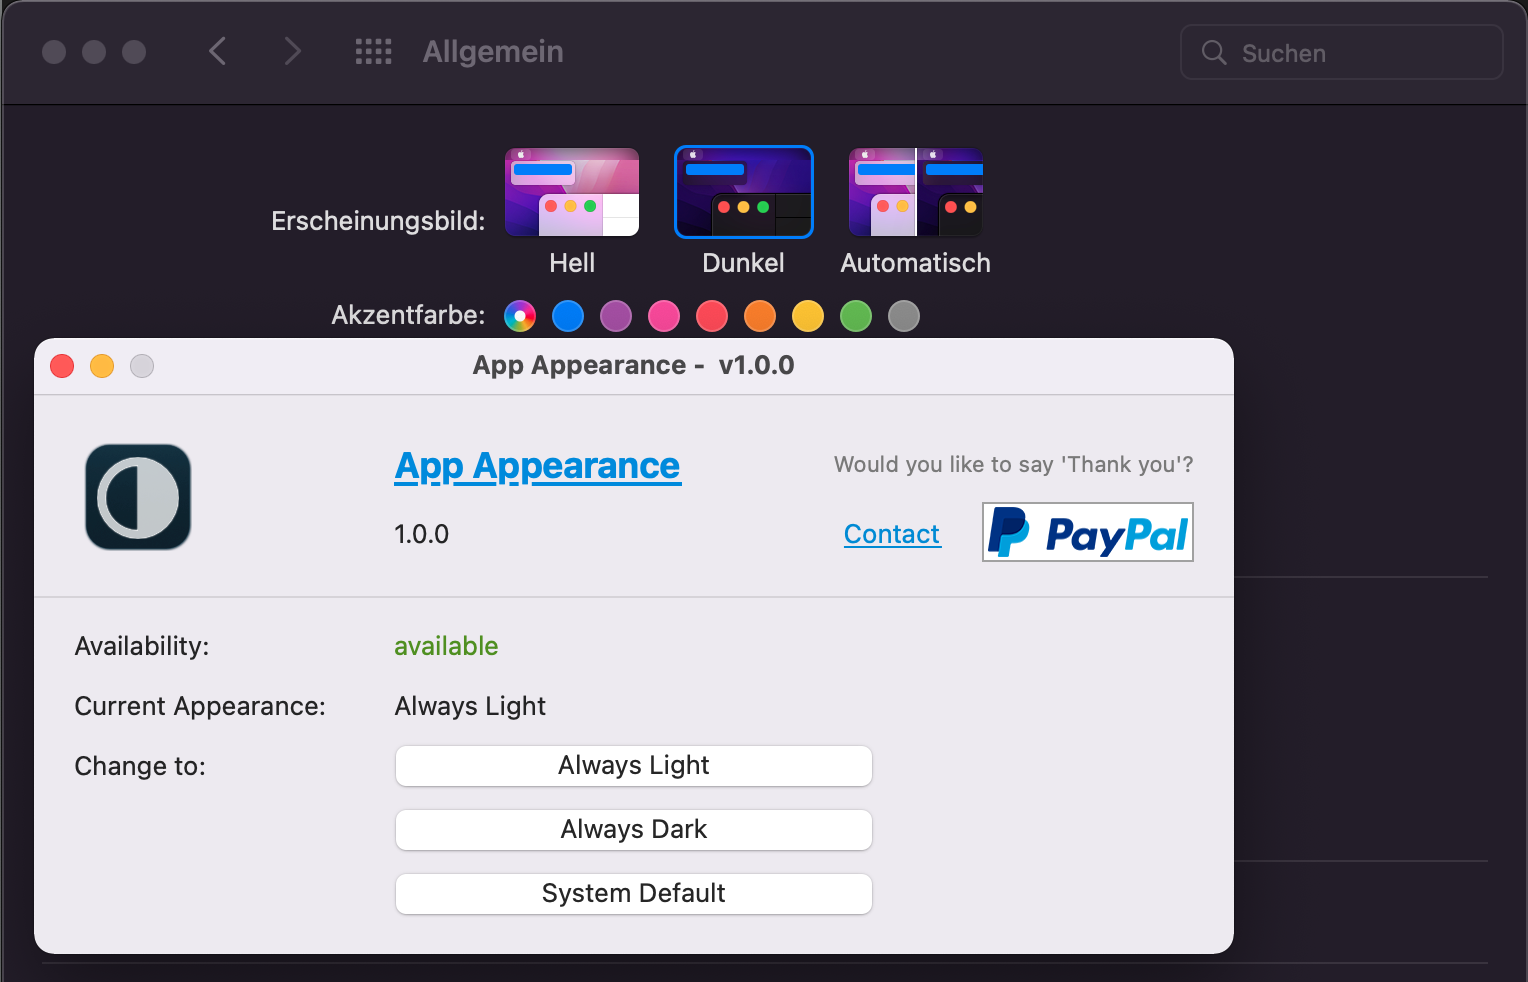 Allgemein
Suchen
Erscheinungsbild:
Hell
Dunkel
Automatisch
Akzentfarbe:
App Appearance -  v1.0.0
App Appearance
Would you like to say 'Thank you'?
1.0.0
Contact
PayPal
Availability:
available
Current Appearance:
Always Light
Change to:
Always Light
Always Dark
System Default